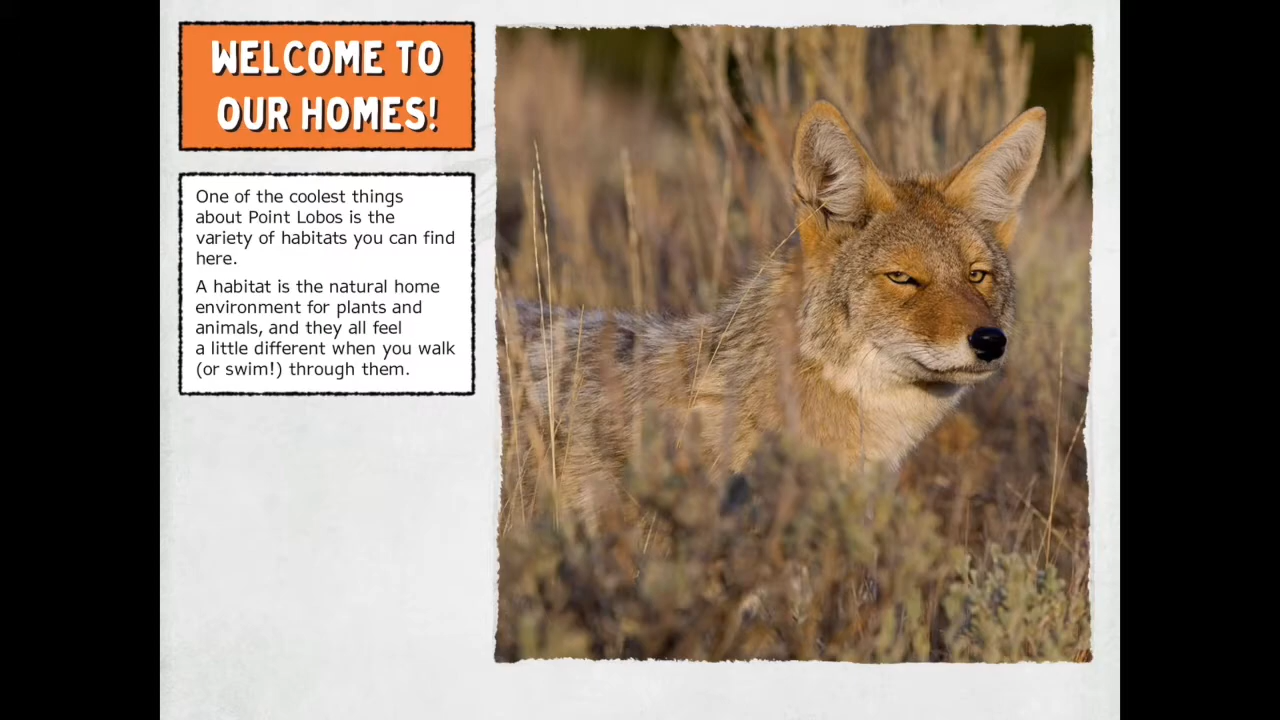 WELCOME TO
OUR HOMES!
One of the coolest things
about Point Lobos is the
variety of habitats you can find
here.
A habitat is the natural home
environment for plants and
animals, and they all feel
a little different when you walk
(or swim!) through them.